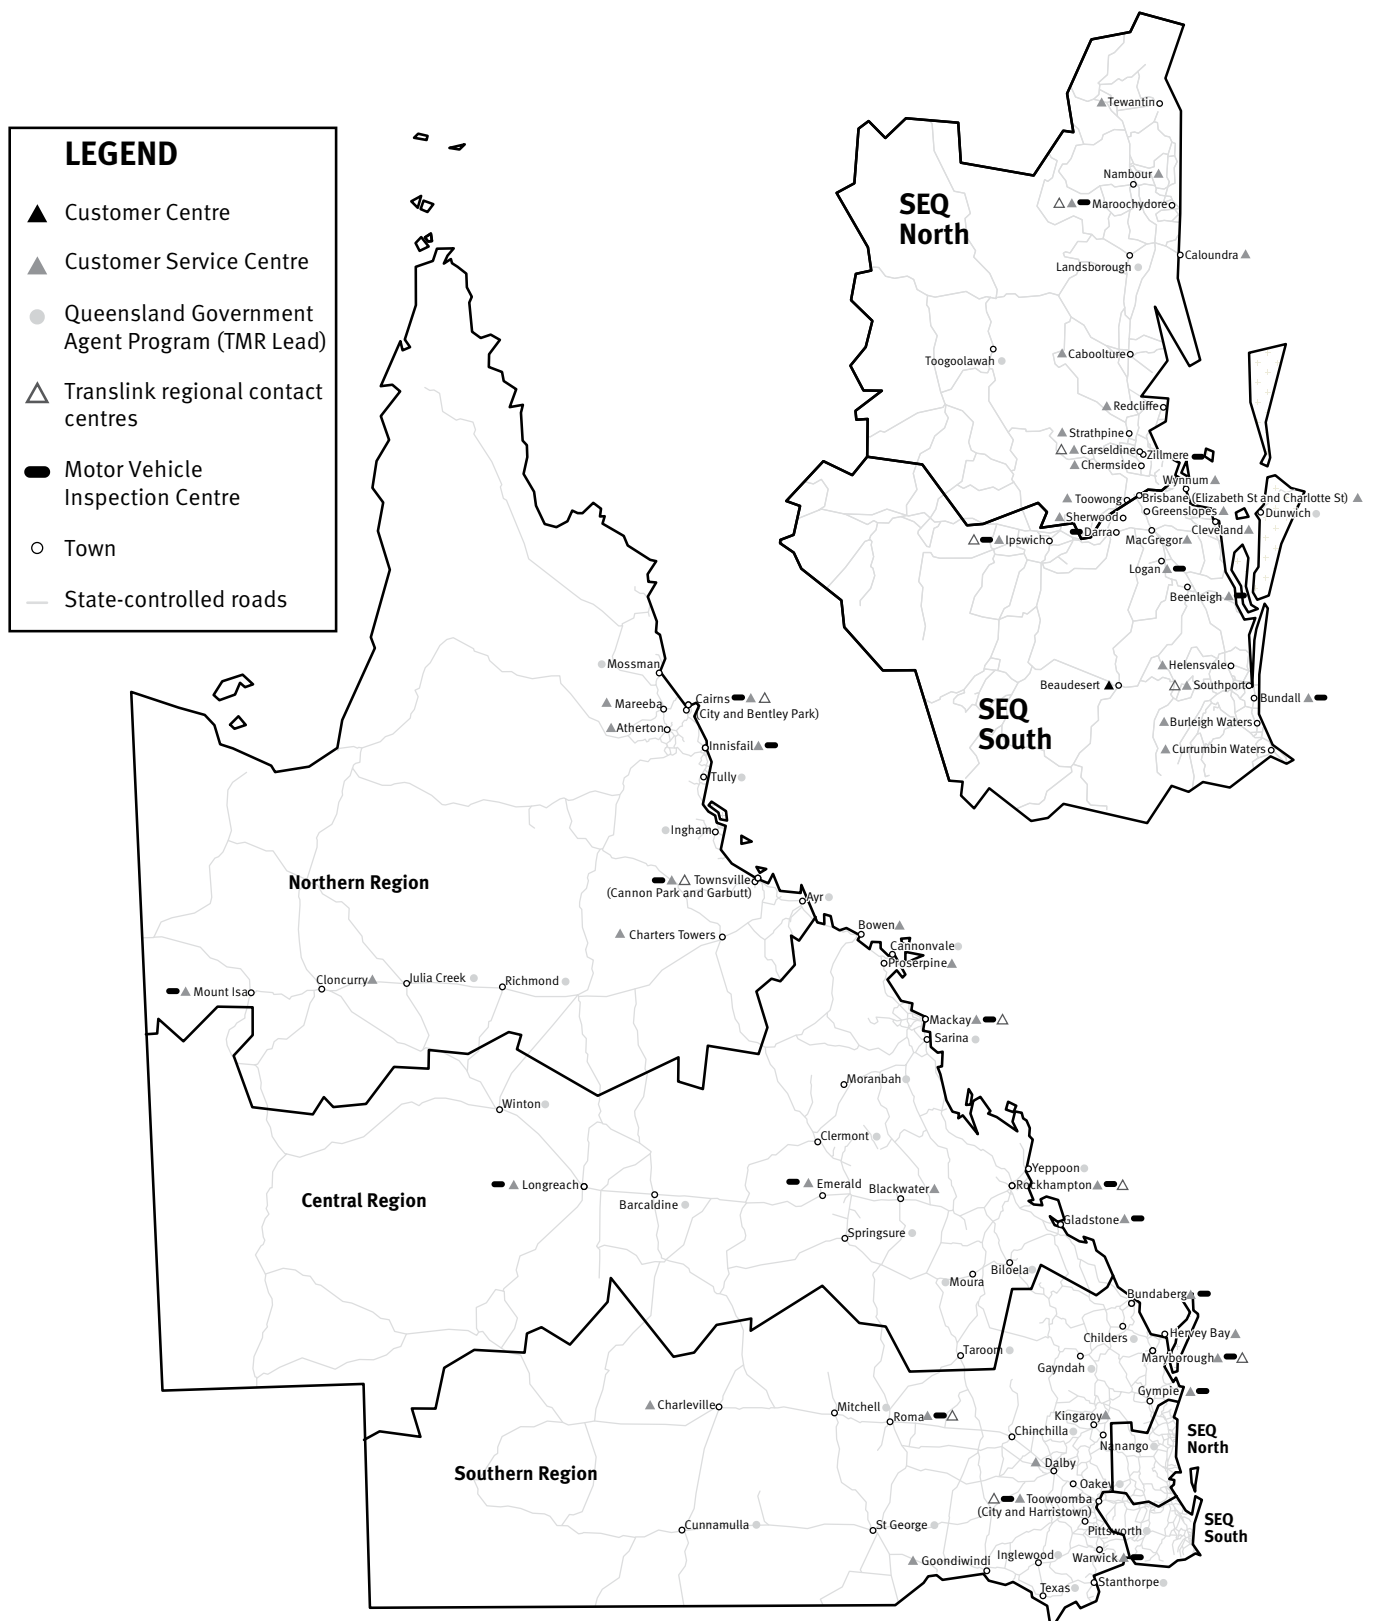 LEGEND
Customer Centre
Customer Service Centre
Queensland Government
Agent Program (TMR Lead)
Translink regional contact
centres
Motor Vehicle
Inspection Centre
Town
State-controlled roads
SEQ
North
Tewantin
Nambour
Maroochydore
Caloundra
Landsborough
Toogoolawah
Caboolture
Redcliffe
Strathpine
Carseldine
Zillmere
Chermside
Wynnum
Toowong
Brisbane (Elizabeth St and Charlotte St)
Greenslopes
Dunwich
Sherwood
Darra
Cleveland
Ipswich
MacGregor
Logan
Beenleigh
Helensvale
Beaudesert
Southport
Bundall
SEQ
South
Burleigh Waters
Currumbin Waters
Mossman
Mareeba
Cairns
(City and Bentley Park)
Atherton
Innisfail
Tully
Ingham
Northern Region
Townsville
(Cannon Park and Garbutt)
Ayr
Charters Towers
Bowen
Cannonvale
Proserpine
Mount Isa
Cloncurry
Julia Creek
Richmond
Mackay
Sarina
Moranbah
Winton
Clermont
Central Region
Longreach
Barcaldine
Emerald
Blackwater
Yeppoon
Rockhampton
Gladstone
Springsure
Biloela
Moura
Bundaberg
Childers
Hervey Bay
Maryborough
Taroom
Gayndah
Gympie
Charleville
Mitchell
Roma
Kingaroy
Chinchilla
Nanango
SEQ
North
Southern Region
Dalby
Oakey
Toowoomba
(City and Harristown)
SEQ
South
Cunnamulla
St George
Pittsworth
Goondiwindi
Inglewood
Warwick
Texas
Stanthorpe